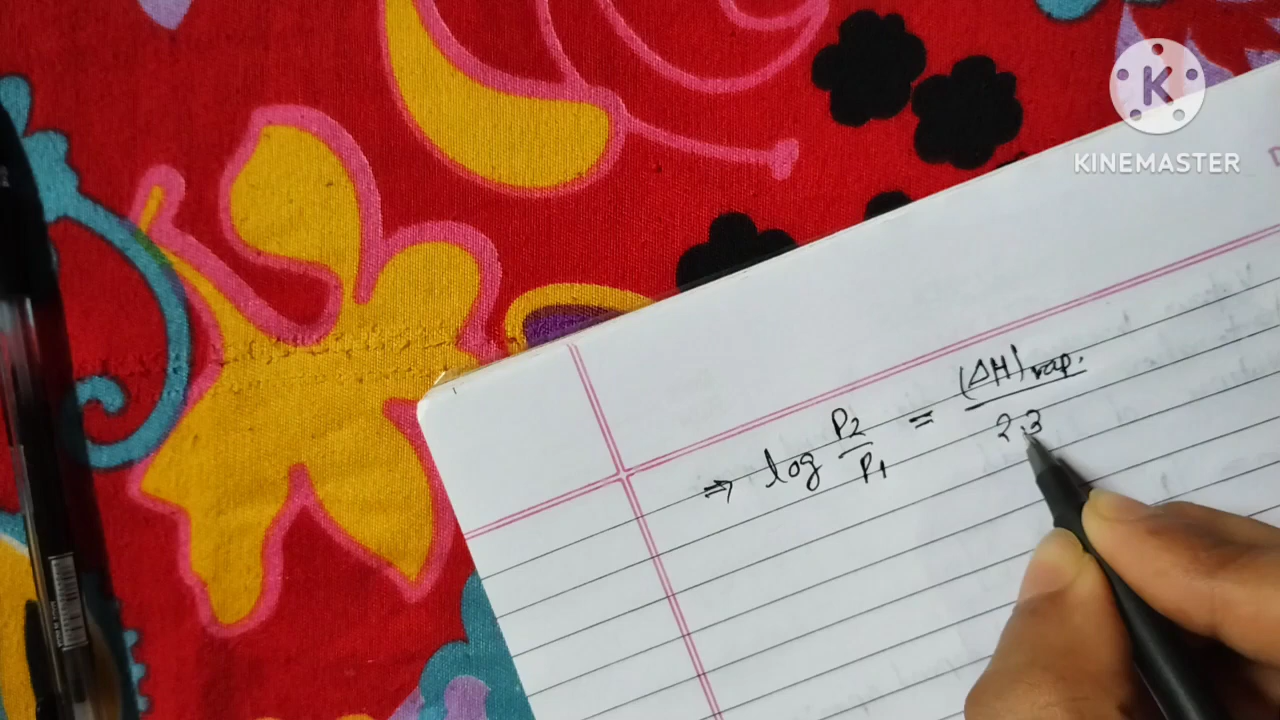 K
KINEMASTER
⇒ log P2/P1 = (ΔH)vap. / 2.3